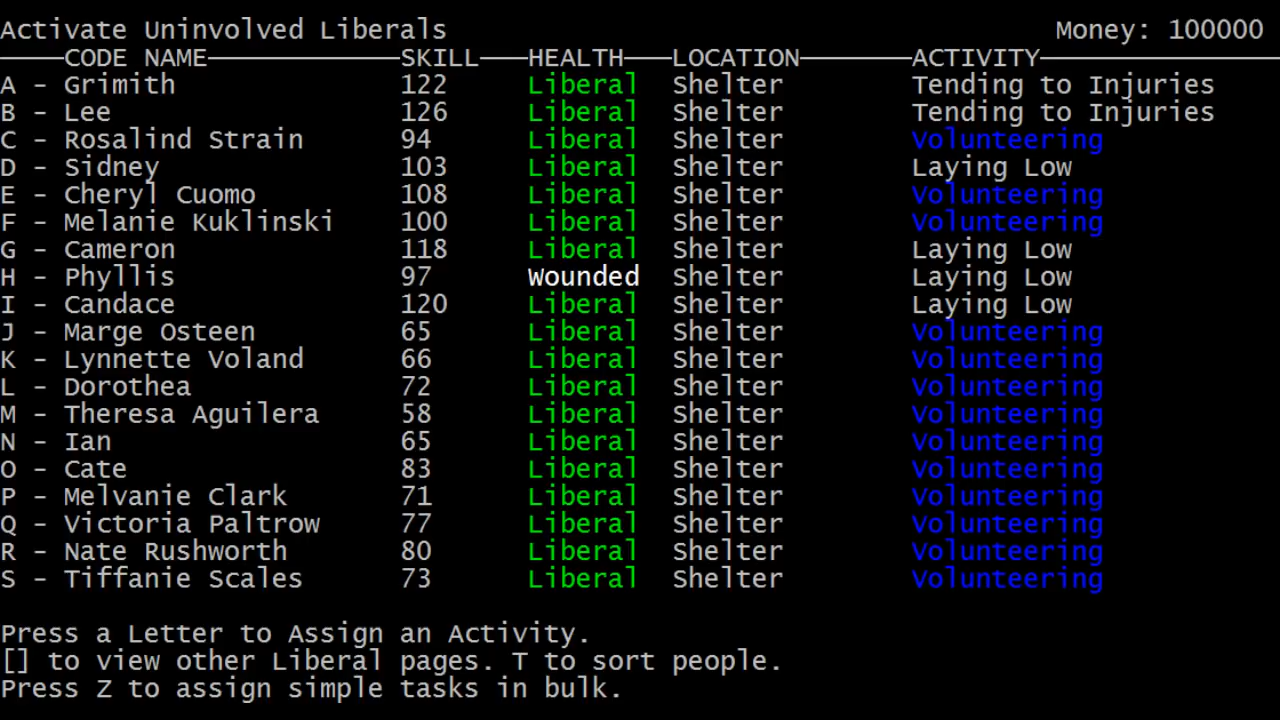 Activate Uninvolved Liberals Money: 100000
————CODE NAME————————————SKILL———HEALTH———LOCATION———————ACTIVITY———————————————
A - Grimith 122 Liberal Shelter Tending to Injuries
B - Lee 126 Liberal Shelter Tending to Injuries
C - Rosalind Strain 94 Liberal Shelter Volunteering
D - Sidney 103 Liberal Shelter Laying Low
E - Cheryl Cuomo 108 Liberal Shelter Volunteering
F - Melanie Kuklinski 100 Liberal Shelter Volunteering
G - Cameron 118 Liberal Shelter Laying Low
H - Phyllis 97 Wounded Shelter Laying Low
I - Candace 120 Liberal Shelter Laying Low
J - Marge Osteen 65 Liberal Shelter Volunteering
K - Lynnette Voland 66 Liberal Shelter Volunteering
L - Dorothea 72 Liberal Shelter Volunteering
M - Theresa Aguilera 58 Liberal Shelter Volunteering
N - Ian 65 Liberal Shelter Volunteering
O - Cate 83 Liberal Shelter Volunteering
P - Melvanie Clark 71 Liberal Shelter Volunteering
Q - Victoria Paltrow 77 Liberal Shelter Volunteering
R - Nate Rushworth 80 Liberal Shelter Volunteering
S - Tiffanie Scales 73 Liberal Shelter Volunteering
Press a Letter to Assign an Activity.
[] to view other Liberal pages. T to sort people.
Press Z to assign simple tasks in bulk.